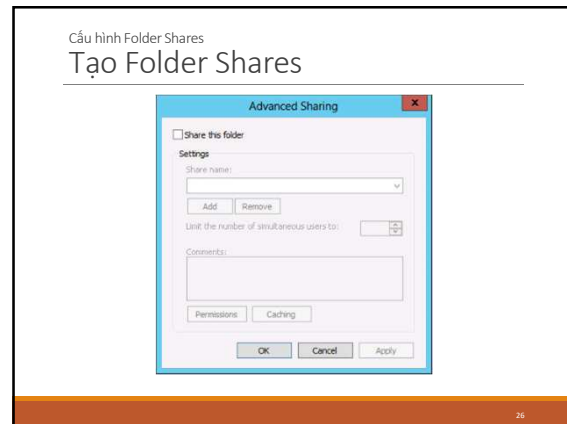 Cấu hình Folder Shares
Tạo Folder Shares
Advanced Sharing
x
Share this folder
Settings
Share name:
Add Remove
Limit the number of simultaneous users to:
Comments:
Permissions Caching
OK Cancel Apply
26